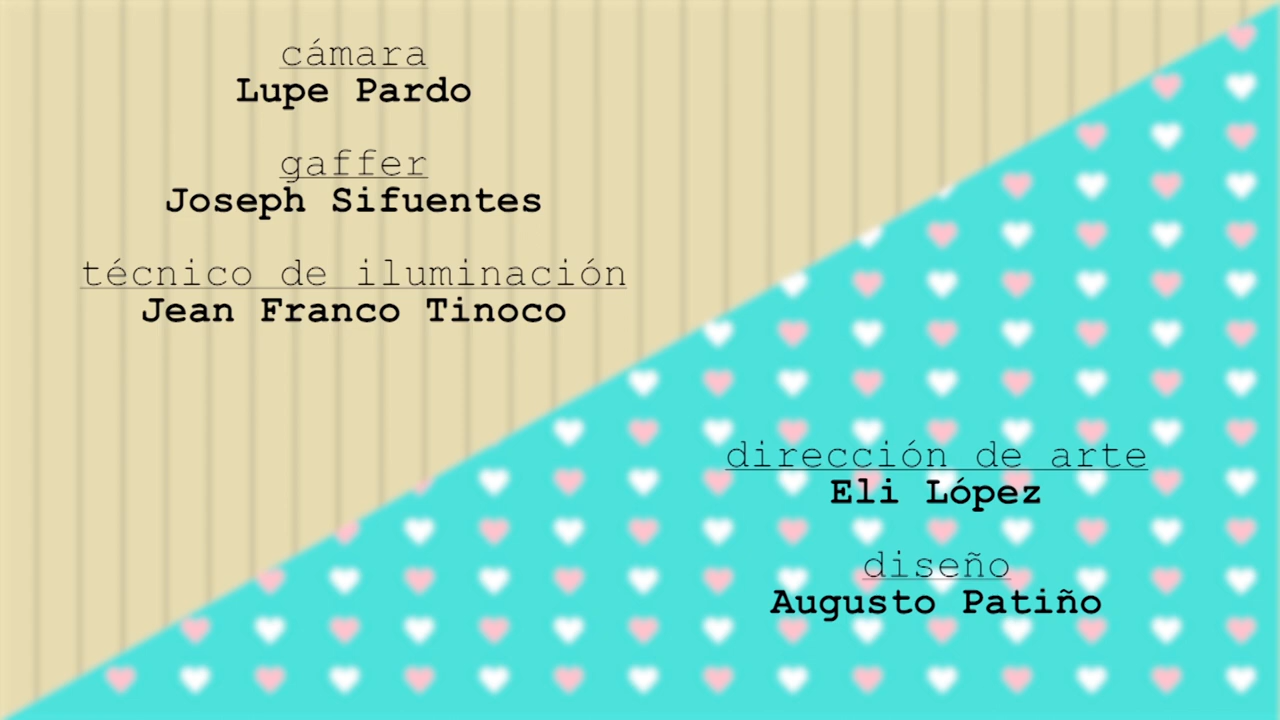 cámara
Lupe Pardo
gaffer
Joseph Sifuentes
técnico de iluminación
Jean Franco Tinoco
dirección de arte
Eli López
diseño
Augusto Patiño